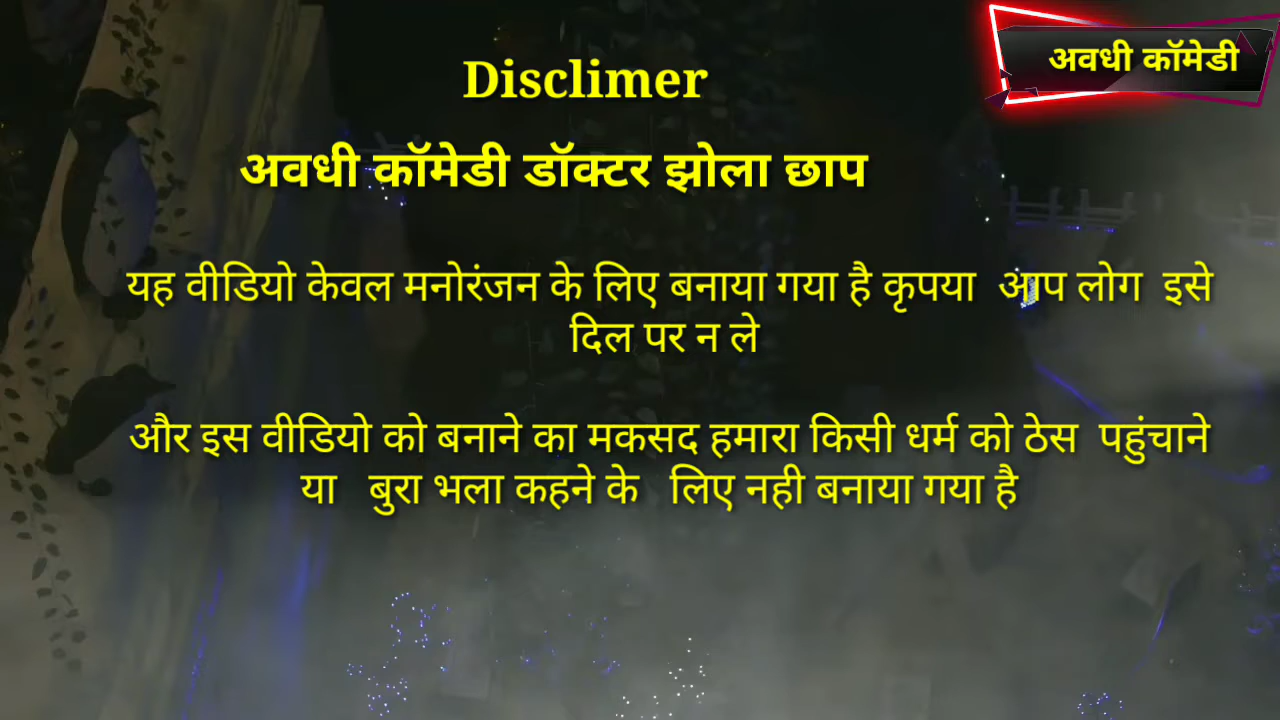 अवधी कॉमेडी
Disclimer
अवधी कॉमेडी डॉक्टर झोला छाप
यह वीडियो केवल मनोरंजन के लिए बनाया गया है कृपया आप लोग इसे
दिल पर न ले
और इस वीडियो को बनाने का मकसद हमारा किसी धर्म को ठेस पहुंचाने
या बुरा भला कहने के लिए नही बनाया गया है